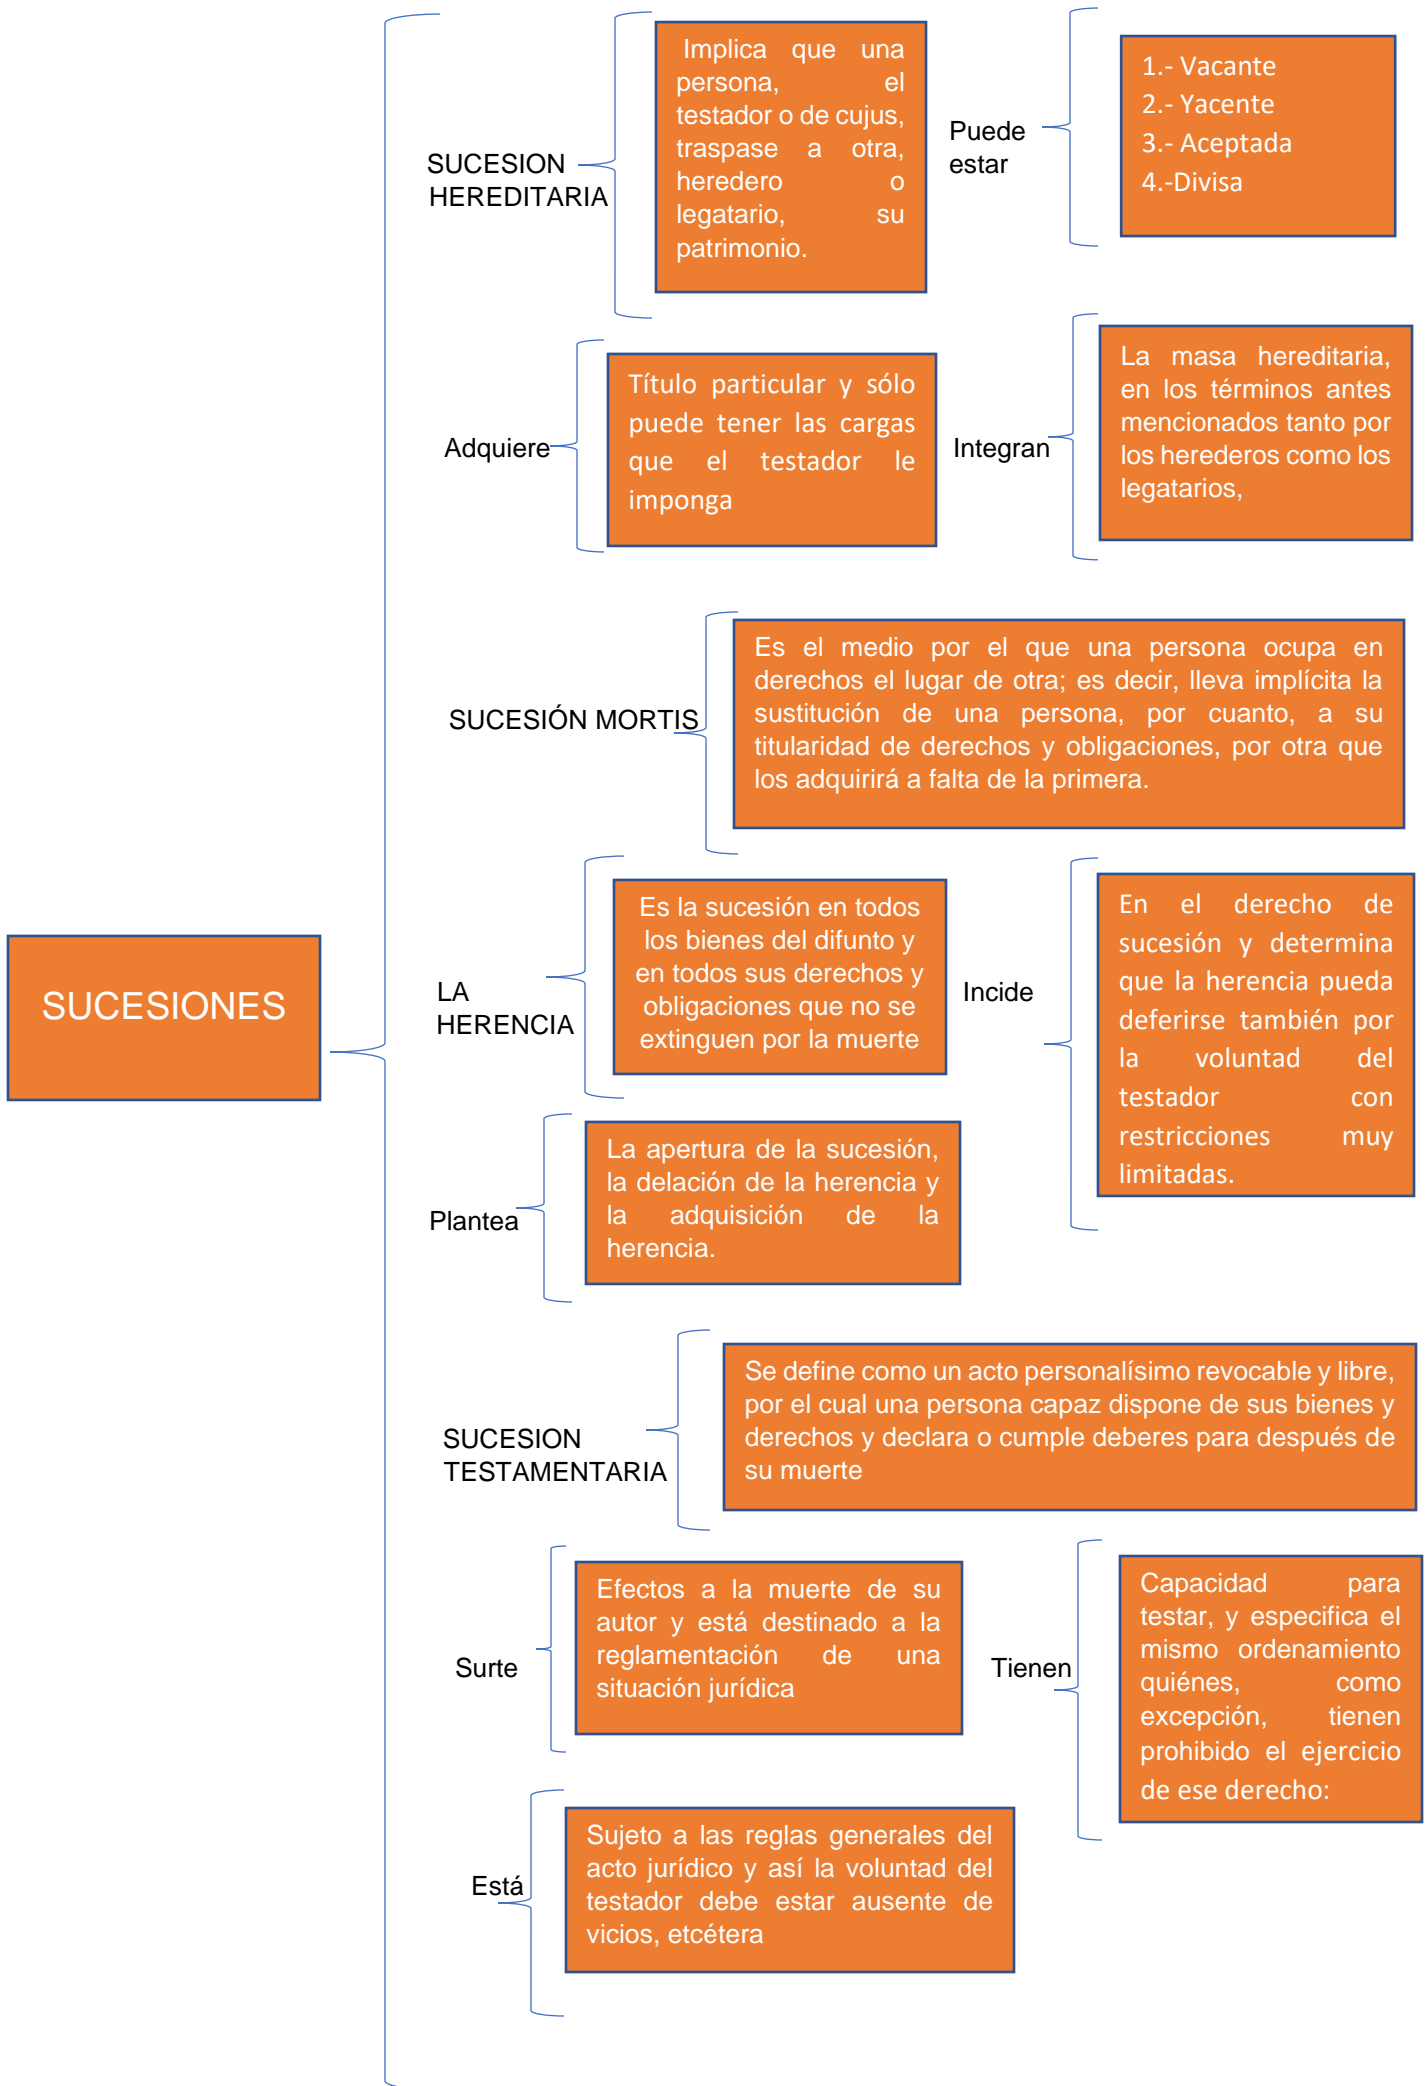 SUCESIONES
SUCESION
HEREDITARIA
Implica que una
persona, el
testador o de cujus,
traspase a otra,
heredero o
legatario, su
patrimonio.
Puede
estar
1.- Vacante
2.- Yacente
3.- Aceptada
4.-Divisa
Adquiere
Título particular y sólo
puede tener las cargas
que el testador le
imponga
Integran
La masa hereditaria,
en los términos antes
mencionados tanto por
los herederos como los
legatarios,
SUCESIÓN MORTIS
Es el medio por el que una persona ocupa en
derechos el lugar de otra; es decir, lleva implícita la
sustitución de una persona, por cuanto, a su
titularidad de derechos y obligaciones, por otra que
los adquirirá a falta de la primera.
LA
HERENCIA
Es la sucesión en todos
los bienes del difunto y
en todos sus derechos y
obligaciones que no se
extinguen por la muerte
Incide
En el derecho de
sucesión y determina
que la herencia pueda
deferirse también por
la voluntad del
testador con
restricciones muy
limitadas.
Plantea
La apertura de la sucesión,
la delación de la herencia y
la adquisición de la
herencia.
SUCESION
TESTAMENTARIA
Se define como un acto personalísimo revocable y libre,
por el cual una persona capaz dispone de sus bienes y
derechos y declara o cumple deberes para después de
su muerte
Surte
Efectos a la muerte de su
autor y está destinado a la
reglamentación de una
situación jurídica
Tienen
Capacidad para
testar, y especifica el
mismo ordenamiento
quiénes, como
excepción, tienen
prohibido el ejercicio
de ese derecho:
Está
Sujeto a las reglas generales del
acto jurídico y así la voluntad del
testador debe estar ausente de
vicios, etcétera